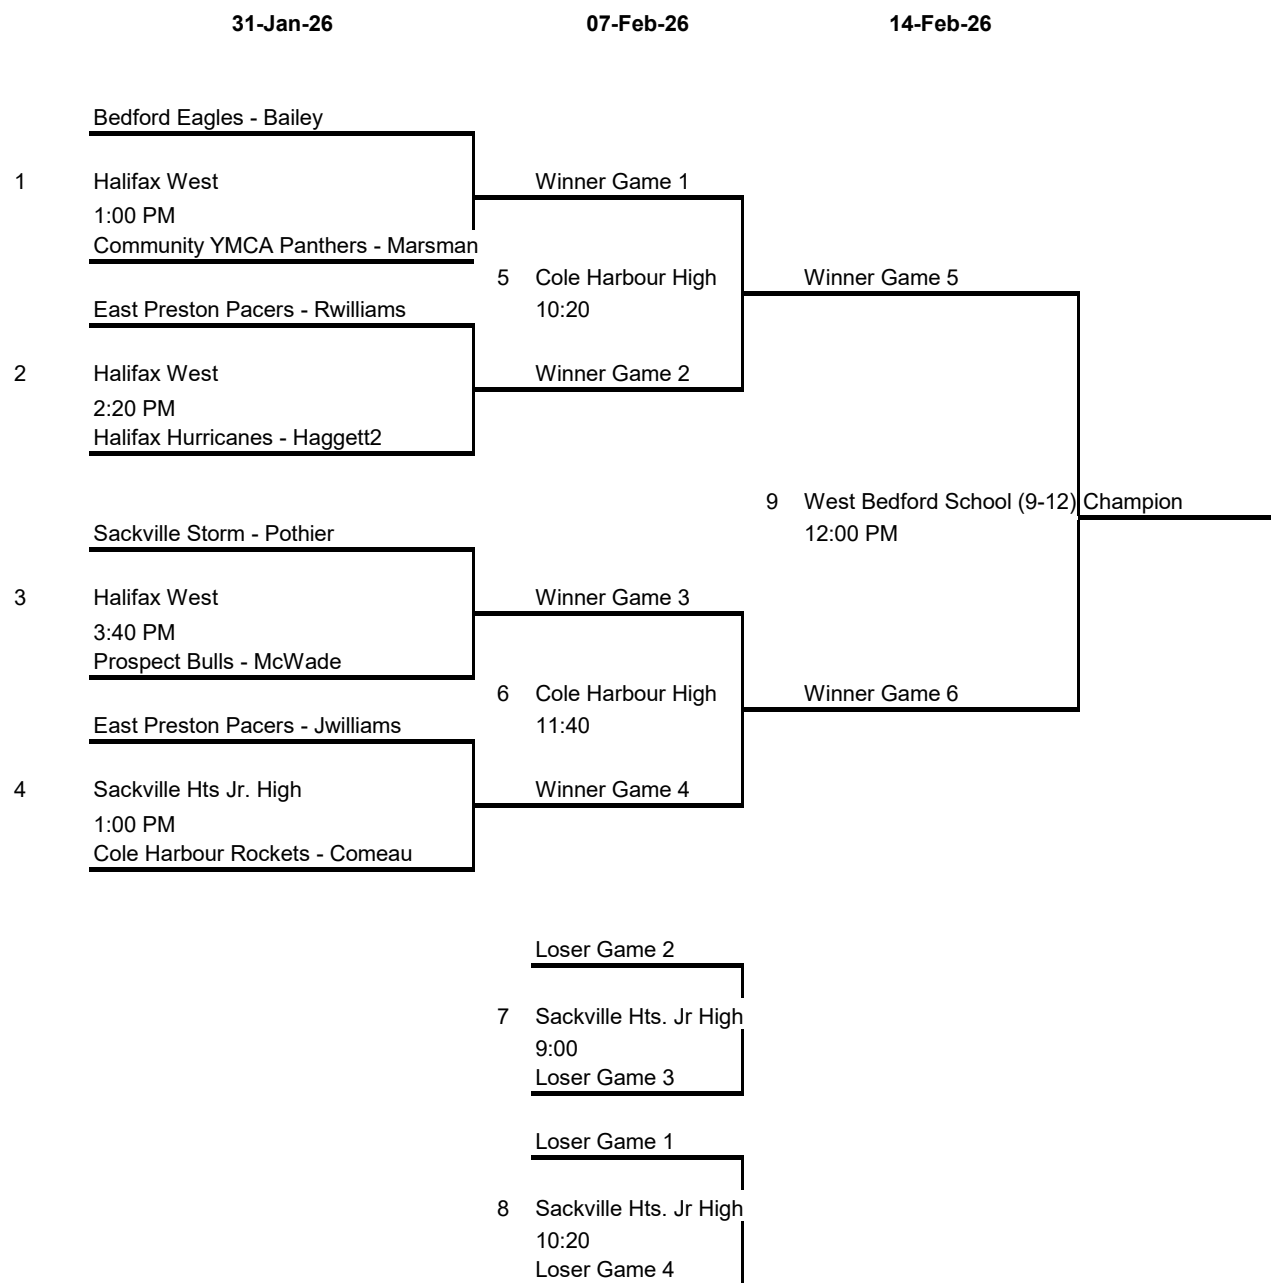 31-Jan-26 07-Feb-26 14-Feb-26
Bedford Eagles - Bailey
1 Halifax West Winner Game 1
1:00 PM
Community YMCA Panthers - Marsman
5 Cole Harbour High Winner Game 5
East Preston Pacers - Rwilliams 10:20
2 Halifax West Winner Game 2
2:20 PM
Halifax Hurricanes - Haggett2
9 West Bedford School (9-12) Champion
Sackville Storm - Pothier 12:00 PM
3 Halifax West Winner Game 3
3:40 PM
Prospect Bulls - McWade
6 Cole Harbour High Winner Game 6
East Preston Pacers - Jwilliams 11:40
4 Sackville Hts Jr. High Winner Game 4
1:00 PM
Cole Harbour Rockets - Comeau
Loser Game 2
7 Sackville Hts. Jr High
9:00
Loser Game 3
Loser Game 1
8 Sackville Hts. Jr High
10:20
Loser Game 4